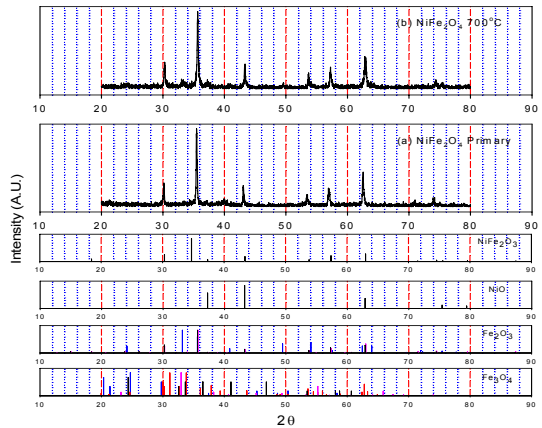 (b) NiFe2O4 700°C
10 20 30 40 50 60 70 80 90
(a) NiFe2O4 Primary
10 20 30 40 50 60 70 80 90
Intensity (A.U.)
NiFe2O3
10 20 30 40 50 60 70 80 90
NiO
10 20 30 40 50 60 70 80 90
Fe2O3
10 20 30 40 50 60 70 80 90
Fe3O4
10 20 30 40 50 60 70 80 90
2θ